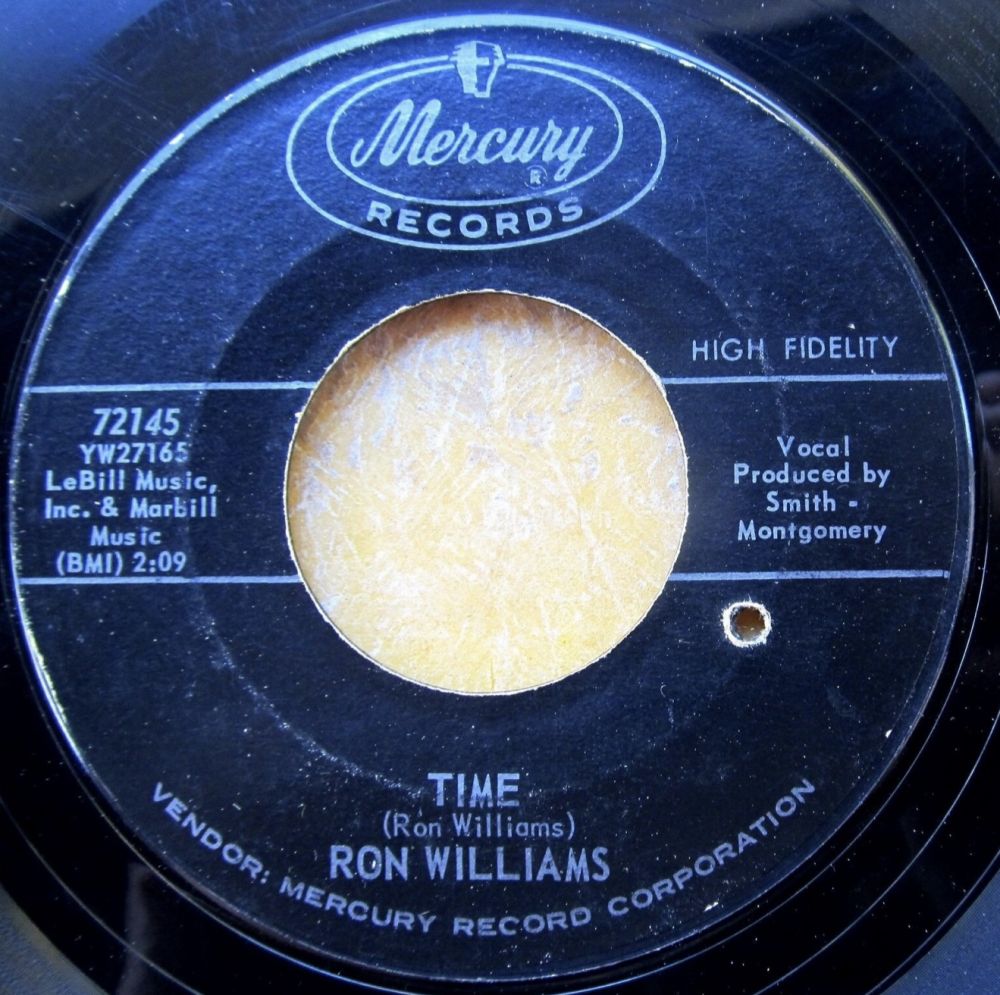 Mercury
®
RECORDS
HIGH FIDELITY
72145
YW27165
LeBill Music,
Inc. & Marbill
Music
(BMI) 2:09
Vocal
Produced by
Smith -
Montgomery
TIME
(Ron Williams)
RON WILLIAMS
VENDOR: MERCURY RECORD CORPORATION